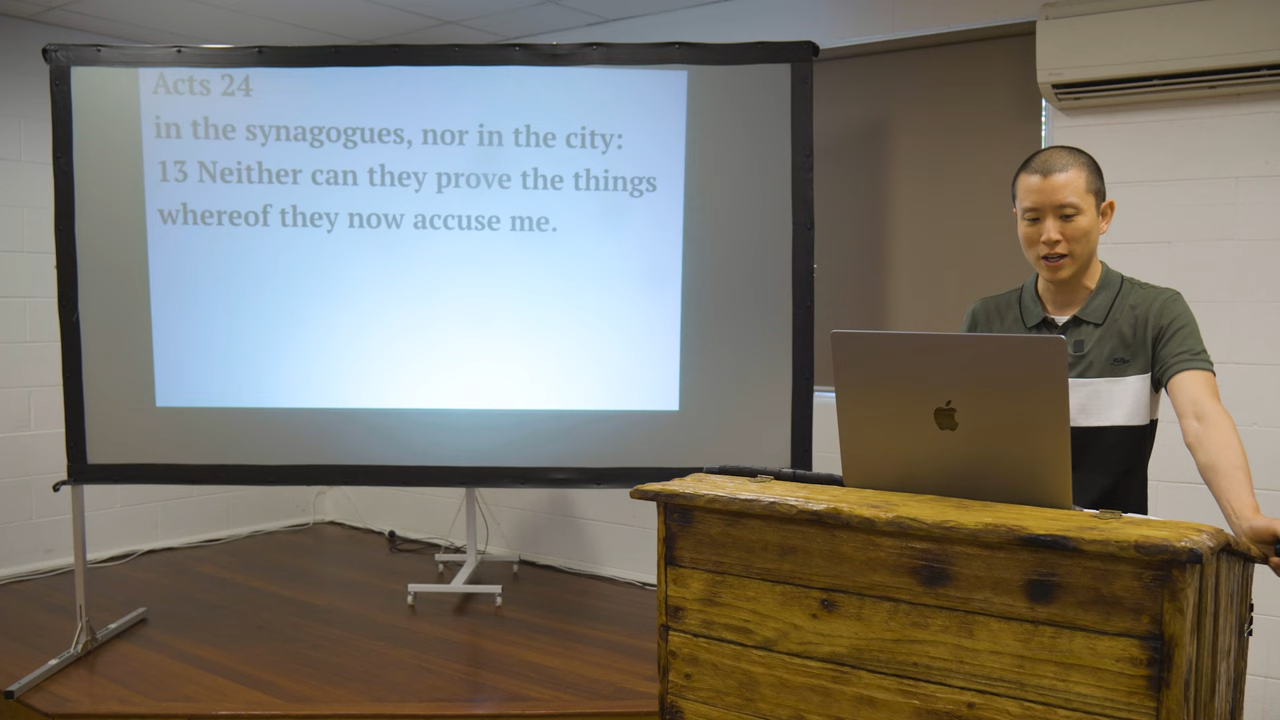 Acts 24
in the synagogues, nor in the city:
13 Neither can they prove the things
whereof they now accuse me.